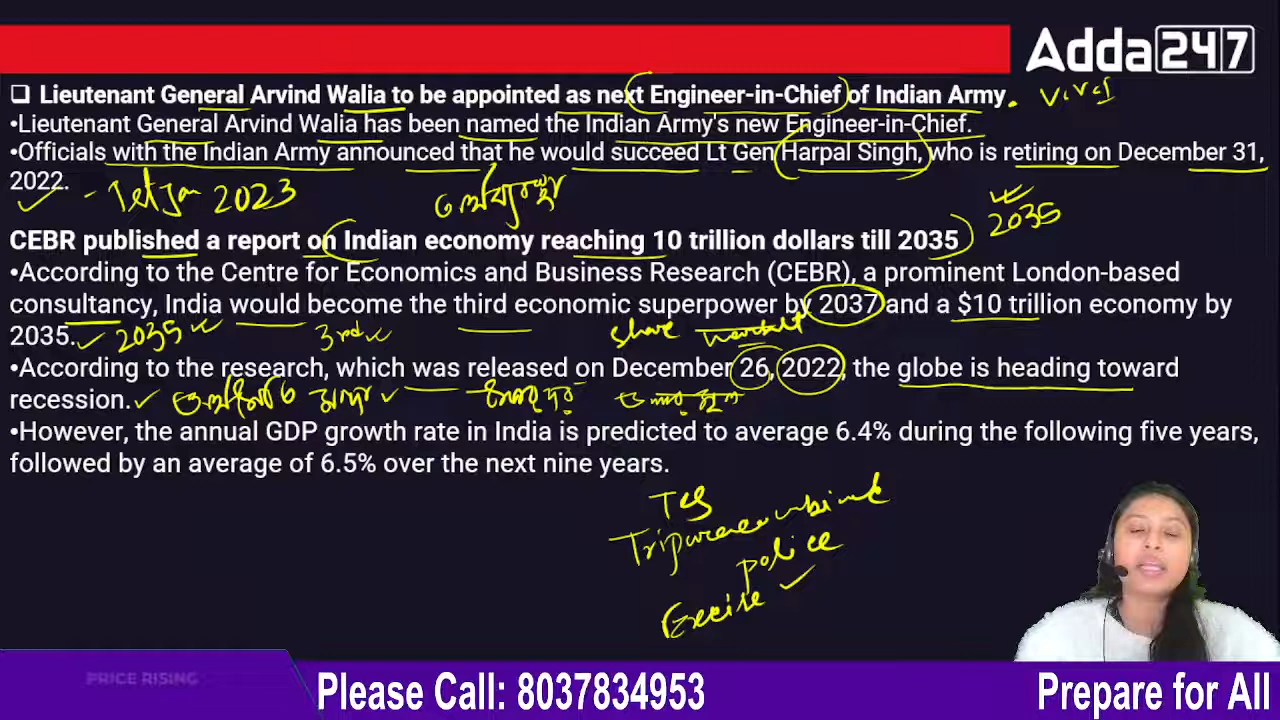 Adda247
❑ Lieutenant General Arvind Walia to be appointed as next Engineer-in-Chief of Indian Army. V.V.I
•Lieutenant General Arvind Walia has been named the Indian Army's new Engineer-in-Chief.
•Officials with the Indian Army announced that he would succeed Lt Gen Harpal Singh, who is retiring on December 31,
2022. 2023
2035
CEBR published a report on Indian economy reaching 10 trillion dollars till 2035
•According to the Centre for Economics and Business Research (CEBR), a prominent London-based
consultancy, India would become the third economic superpower by 2037 and a $10 trillion economy by
2035. 2035 3rd share
•According to the research, which was released on December 26, 2022, the globe is heading toward
recession.
•However, the annual GDP growth rate in India is predicted to average 6.4% during the following five years,
followed by an average of 6.5% over the next nine years.
police
PRICE RISING
Please Call: 8037834953
Prepare for All